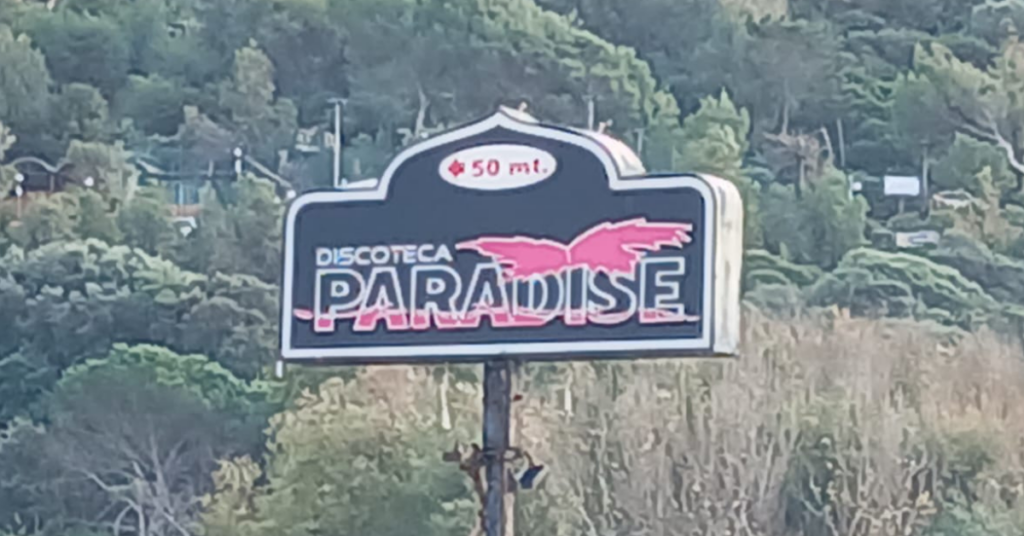 50 mt.
DISCOTECA
PARADISE